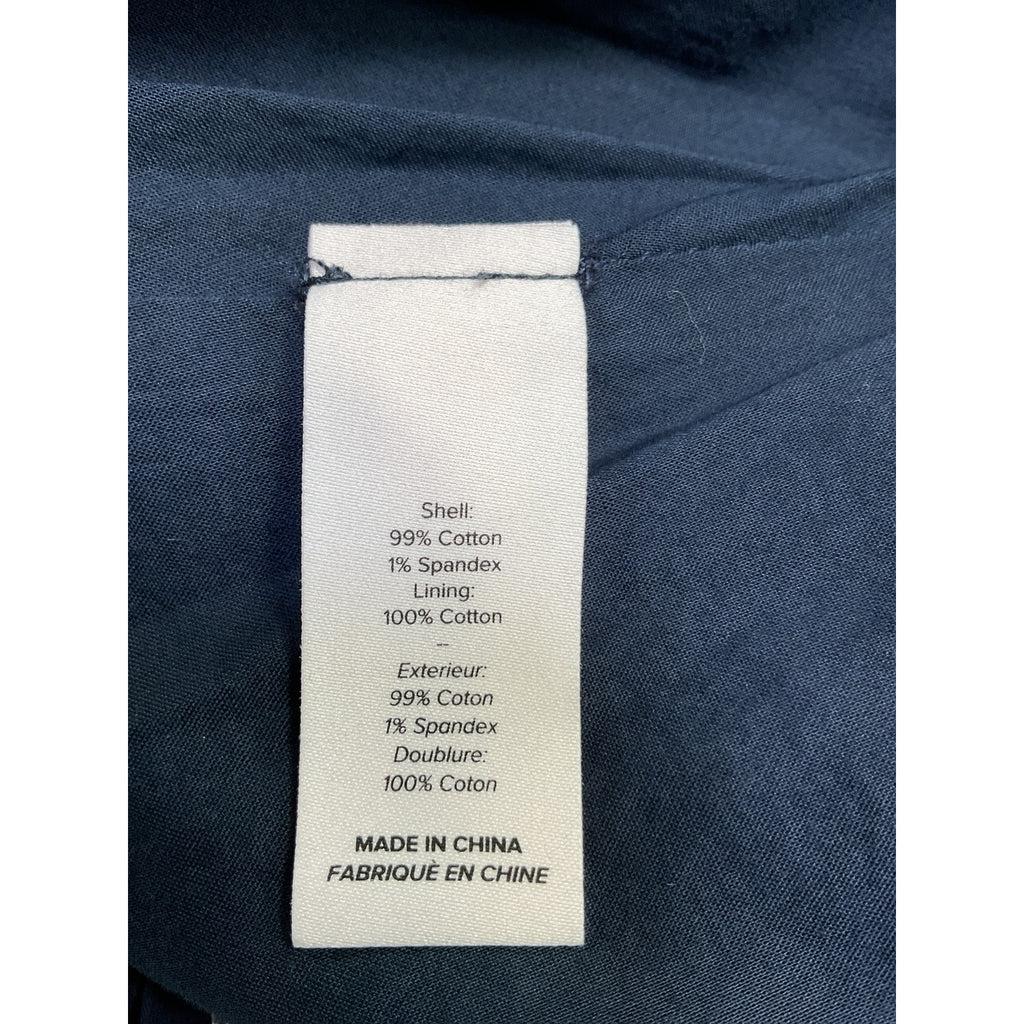 Shell:
99% Cotton
1% Spandex
Lining:
100% Cotton
--
Exterieur:
99% Coton
1% Spandex
Doublure:
100% Coton
MADE IN CHINA
FABRIQUÈ EN CHINE